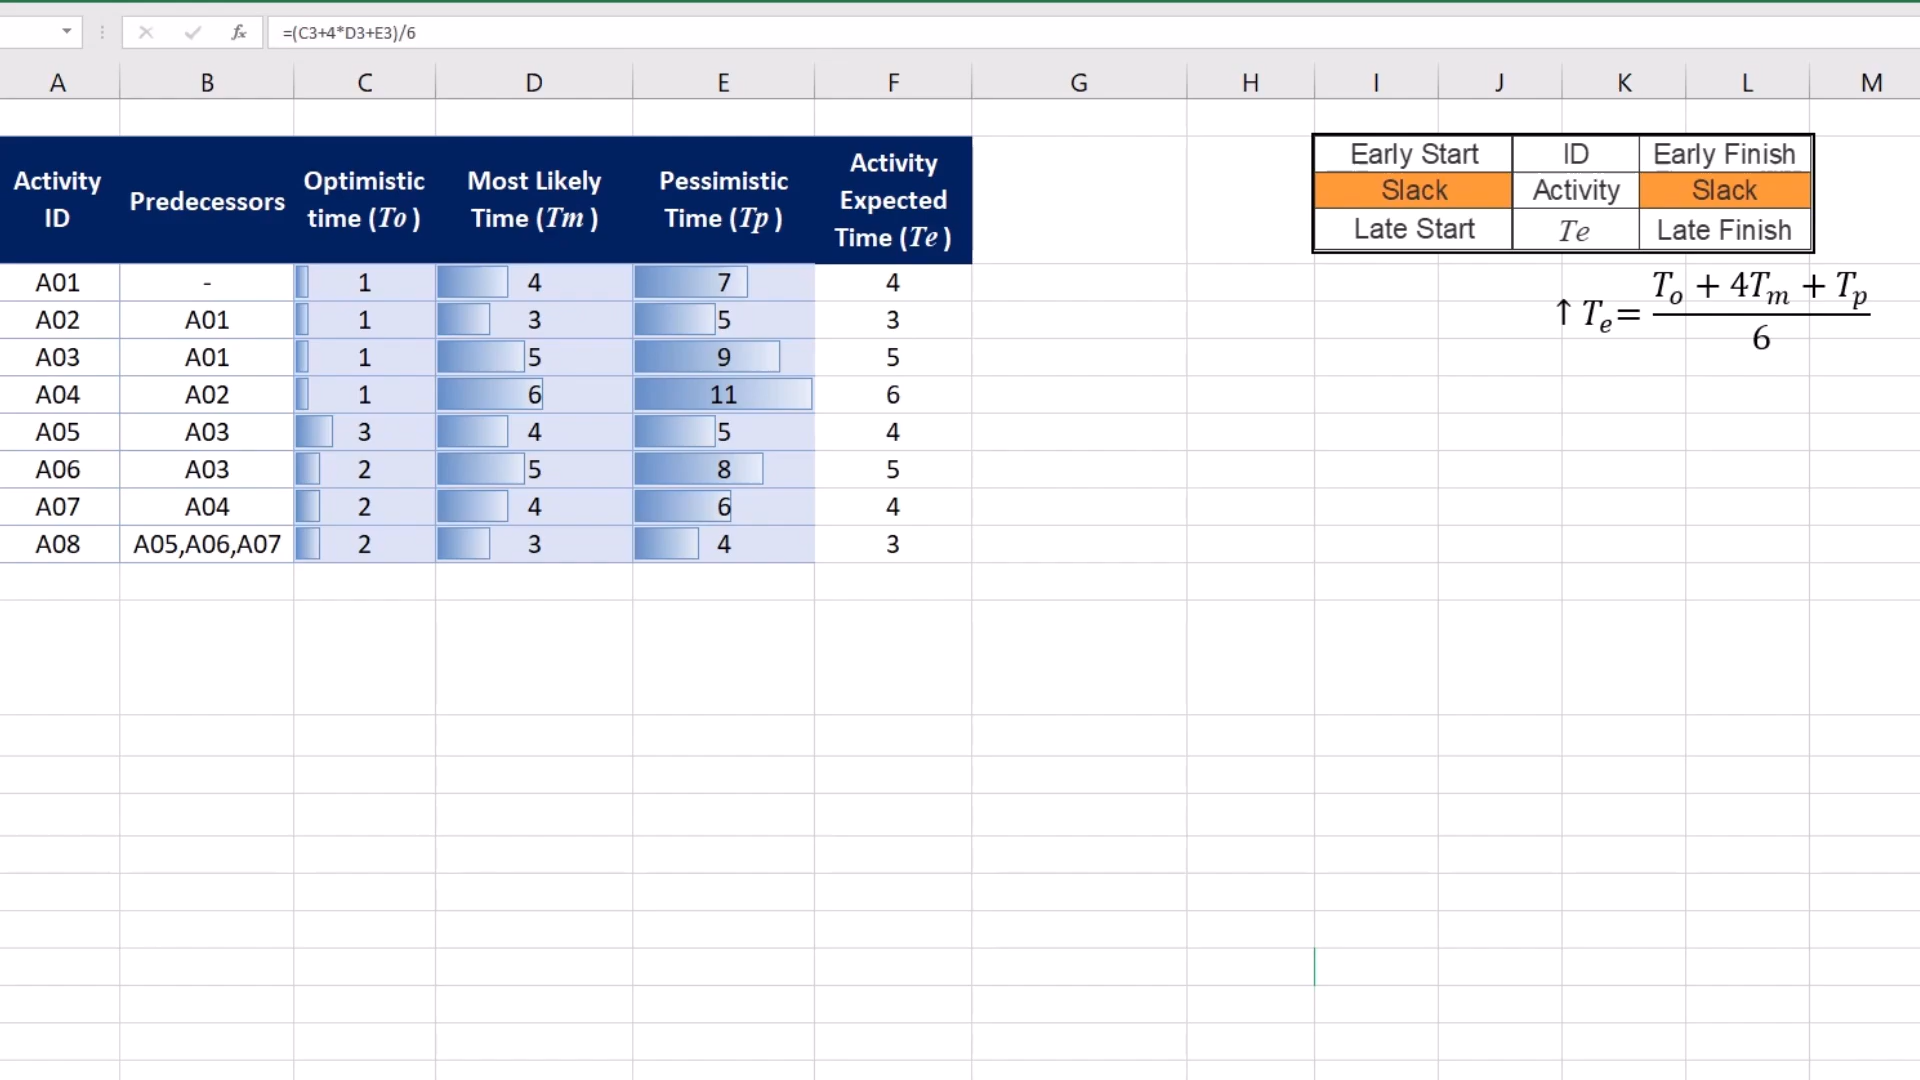 fx =(C3+4*D3+E3)/6
A B C D E F G H I J K L M
Activity ID Predecessors Optimistic time (To ) Most Likely Time (Tm ) Pessimistic Time (Tp ) Activity Expected Time (Te )
Early Start ID Early Finish
Slack Activity Slack
Late Start Te Late Finish
A01 - 1 4 7 4
A02 A01 1 3 5 3
A03 A01 1 5 9 5
A04 A02 1 6 11 6
A05 A03 3 4 5 4
A06 A03 2 5 8 5
A07 A04 2 4 6 4
A08 A05,A06,A07 2 3 4 3
To + 4Tm + Tp
↑ Te=
6